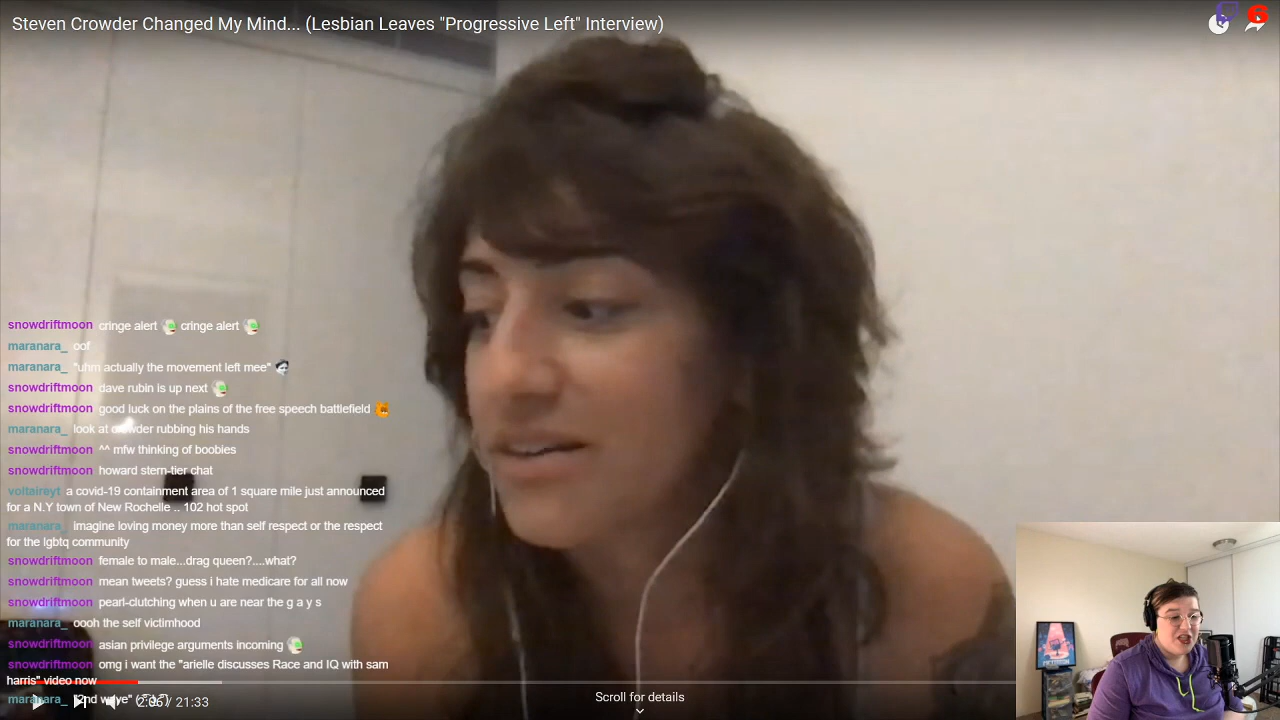 Steven Crowder Changed My Mind... (Lesbian Leaves "Progressive Left" Interview)
snowdriftmoon cringe alert cringe alert
maranara_ oof
maranara_ "uhm actually the movement left mee"
snowdriftmoon dave rubin is up next
snowdriftmoon good luck on the plains of the free speech battlefield
maranara_ look at crowder rubbing his hands
snowdriftmoon ^^ mfw thinking of boobies
snowdriftmoon howard stern-tier chat
voltaireyt a covid-19 containment area of 1 square mile just announced
for a N.Y town of New Rochelle .. 102 hot spot
maranara_ imagine loving money more than self respect or the respect
for the lgbtq community
snowdriftmoon female to male...drag queen?....what?
snowdriftmoon mean tweets? guess i hate medicare for all now
snowdriftmoon pearl-clutching when u are near the g a y s
maranara_ oooh the self victimhood
snowdriftmoon asian privilege arguments incoming
snowdriftmoon omg i want the "arielle discusses Race and IQ with sam
harris" video now
maranara_ "2nd wave"
2:06 / 21:33
Scroll for details